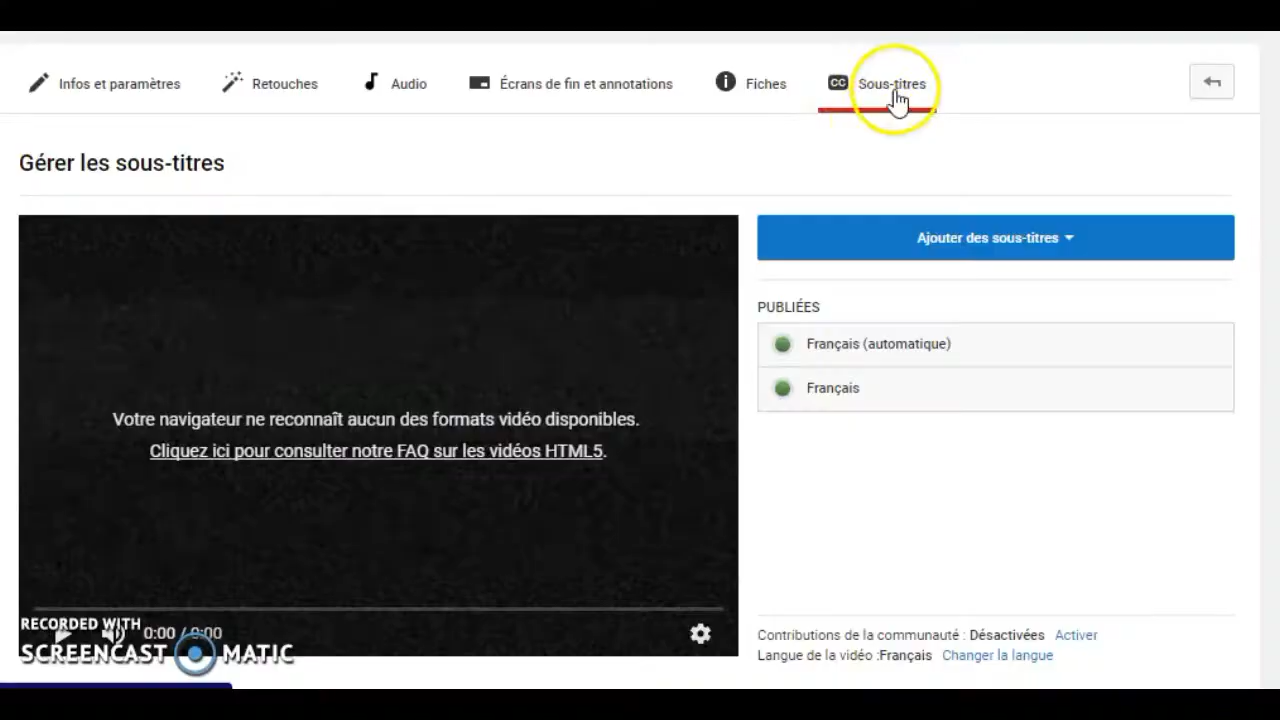 Infos et paramètres
Retouches
Audio
Écrans de fin et annotations
Fiches
CC Sous-titres
Gérer les sous-titres
Votre navigateur ne reconnaît aucun des formats vidéo disponibles.
Cliquez ici pour consulter notre FAQ sur les vidéos HTML5.
Ajouter des sous-titres
PUBLIÉES
Français (automatique)
Français
RECORDED WITH
0:00 / 0:00
SCREENCAST MATIC
Contributions de la communauté : Désactivées Activer
Langue de la vidéo :Français Changer la langue